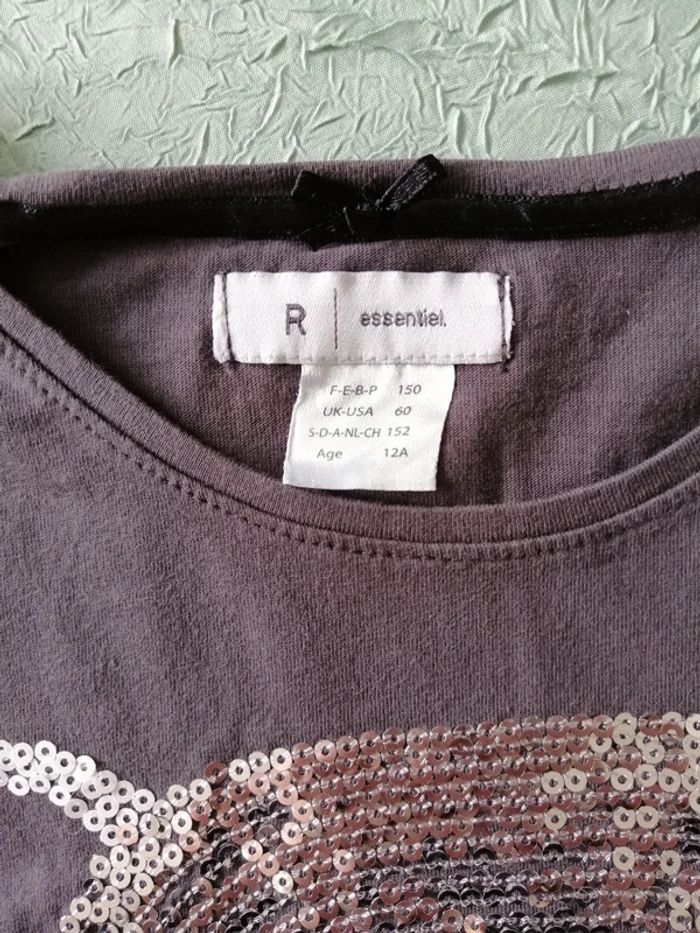 R | essentiel.
F-E-B-P 150
UK-USA 60
S-D-A-NL-CH 152
Age 12A